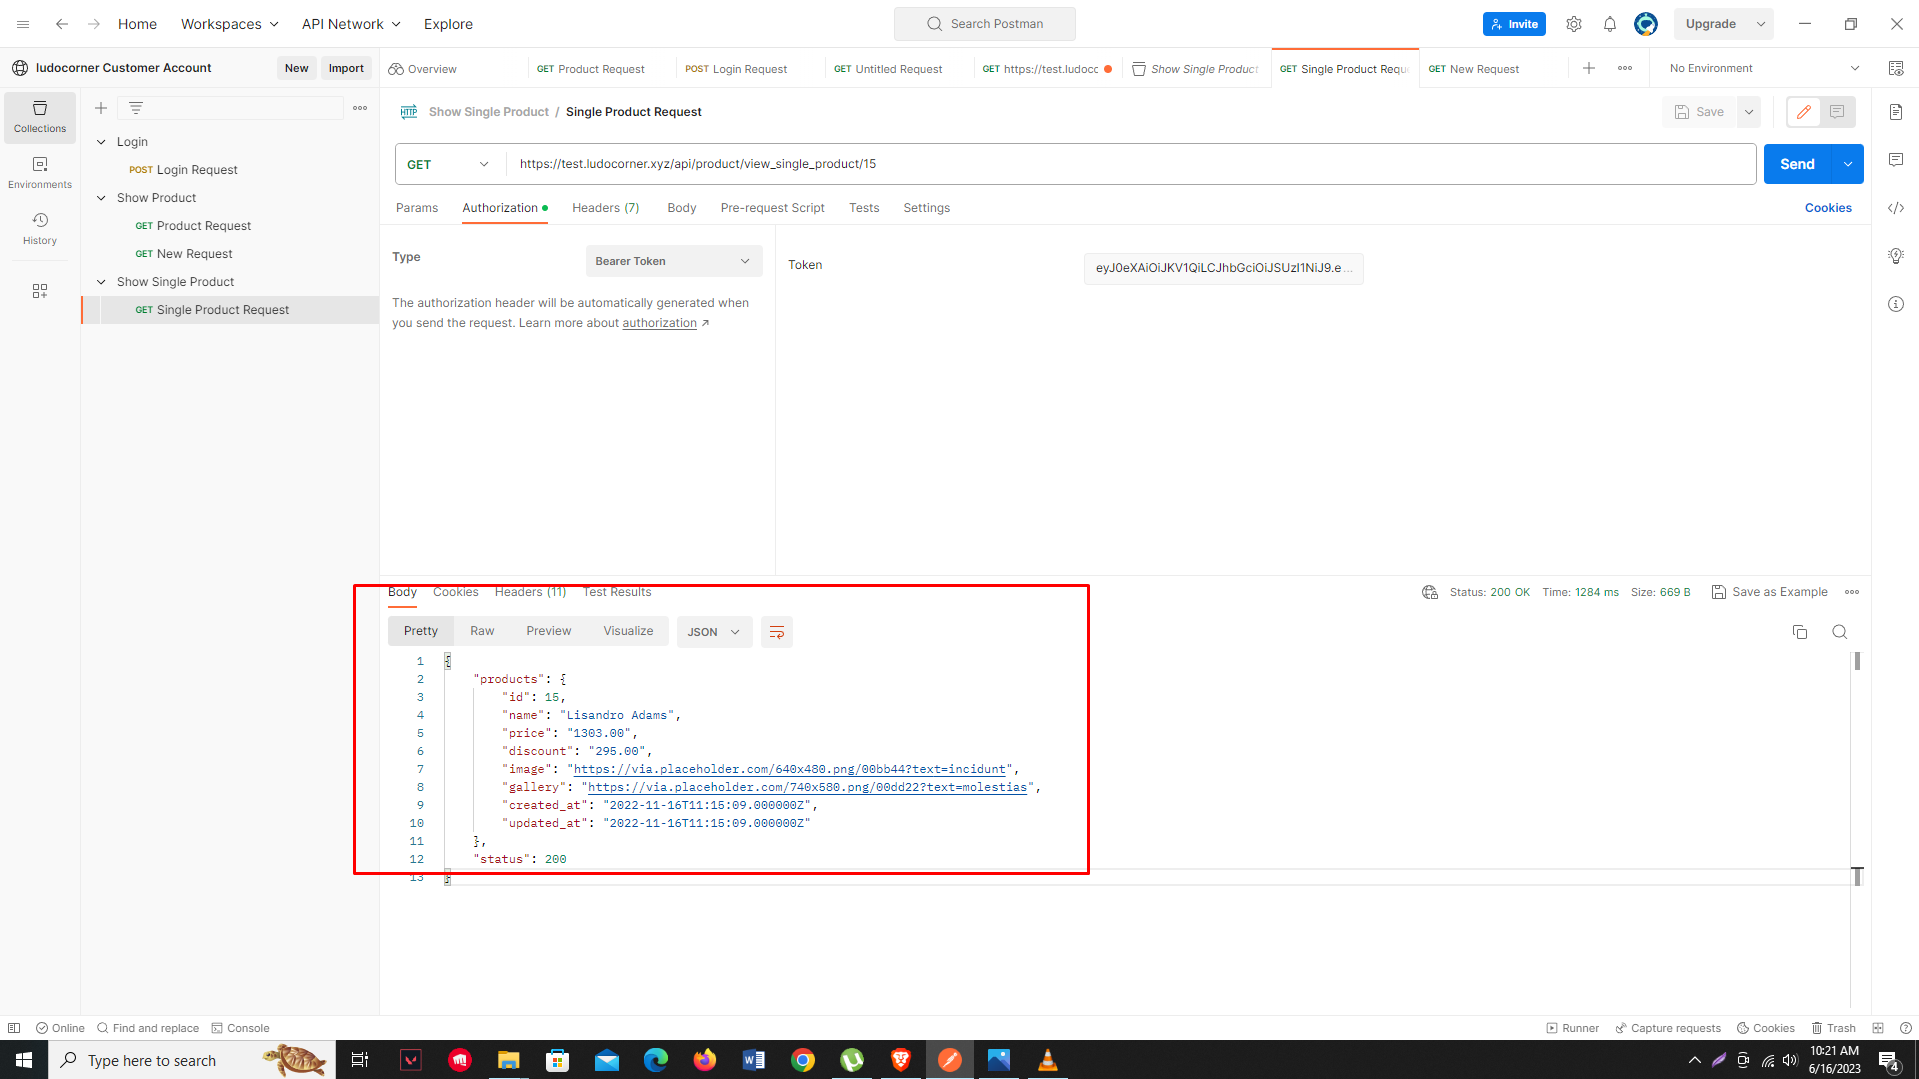 Home Workspaces API Network Explore Search Postman Invite Upgrade
ludocorner Customer Account New Import Overview GET Product Request POST Login Request GET Untitled Request GET https://test.ludocc Show Single Product GET Single Product Requ GET New Request No Environment
Collections
Environments
History
Login
POST Login Request
Show Product
GET Product Request
GET New Request
Show Single Product
GET Single Product Request
HTTP Show Single Product / Single Product Request Save
GET https://test.ludocorner.xyz/api/product/view_single_product/15 Send
Params Authorization Headers (7) Body Pre-request Script Tests Settings Cookies
Type Bearer Token
The authorization header will be automatically generated when
you send the request. Learn more about authorization ↗
Token eyJ0eXAiOiJKV1QiLCJhbGciOiJSUzI1NiJ9.e...
Body Cookies Headers (11) Test Results Status: 200 OK Time: 1284 ms Size: 669 B Save as Example
Pretty Raw Preview Visualize JSON
1 {
2 "products": {
3 "id": 15,
4 "name": "Lisandro Adams",
5 "price": "1303.00",
6 "discount": "295.00",
7 "image": "https://via.placeholder.com/640x480.png/00bb44?text=incidunt",
8 "gallery": "https://via.placeholder.com/740x580.png/00dd22?text=molestias",
9 "created_at": "2022-11-16T11:15:09.000000Z",
10 "updated_at": "2022-11-16T11:15:09.000000Z"
11 },
12 "status": 200
13 }
Online Find and replace Console Runner Capture requests Cookies Trash
Type here to search
10:21 AM
6/16/2023
4